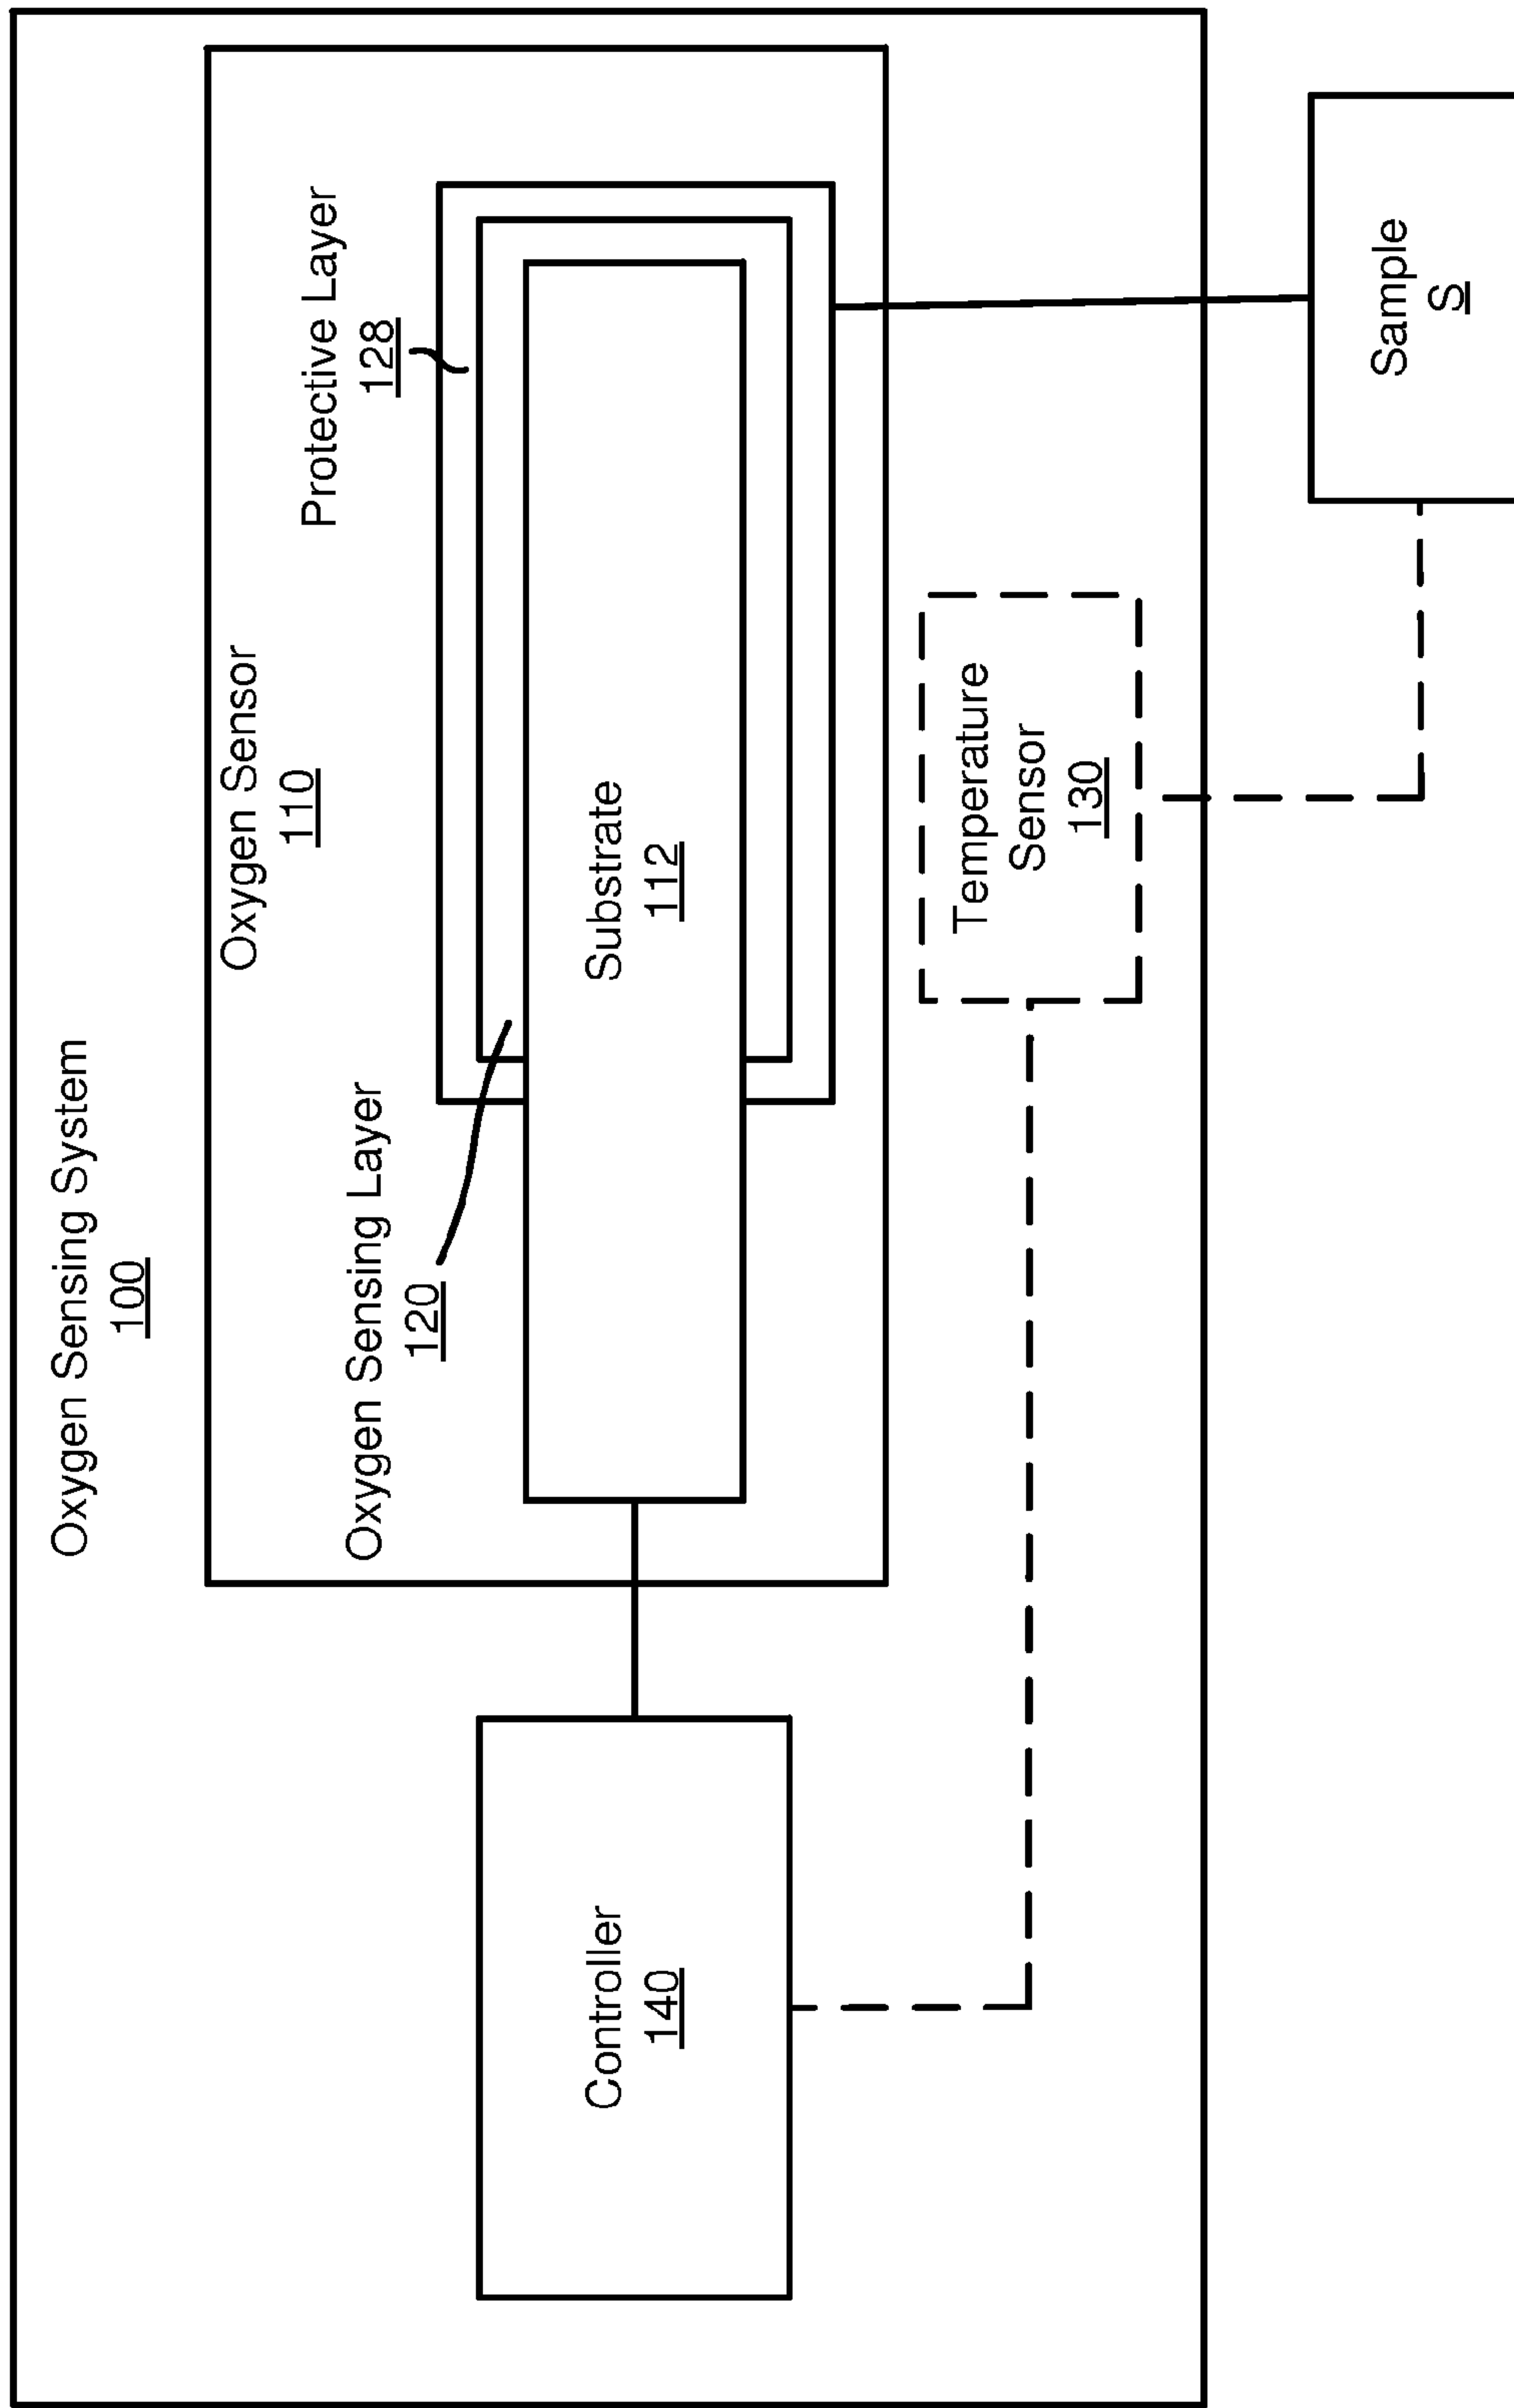 Oxygen Sensing System
100
Oxygen Sensor
110
Protective Layer
128
Oxygen Sensing Layer
120
Substrate
112
Controller
140
Temperature
Sensor
130
Sample
S